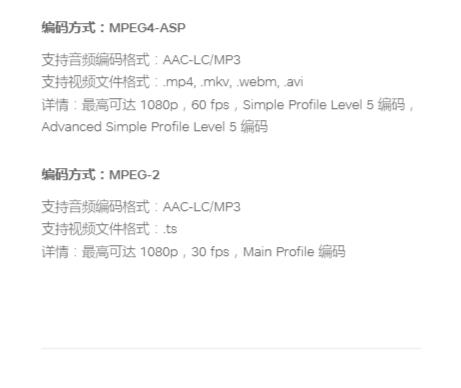 编码方式：MPEG4-ASP
支持音频编码格式：AAC-LC/MP3
支持视频文件格式：.mp4, .mkv, .webm, .avi
详情：最高可达 1080p，60 fps，Simple Profile Level 5 编码，
Advanced Simple Profile Level 5 编码
编码方式：MPEG-2
支持音频编码格式：AAC-LC/MP3
支持视频文件格式：.ts
详情：最高可达 1080p，30 fps，Main Profile 编码